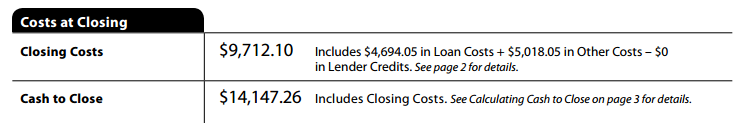 Costs at Closing
Closing Costs $9,712.10 Includes $4,694.05 in Loan Costs + $5,018.05 in Other Costs – $0
in Lender Credits. See page 2 for details.
Cash to Close $14,147.26 Includes Closing Costs. See Calculating Cash to Close on page 3 for details.